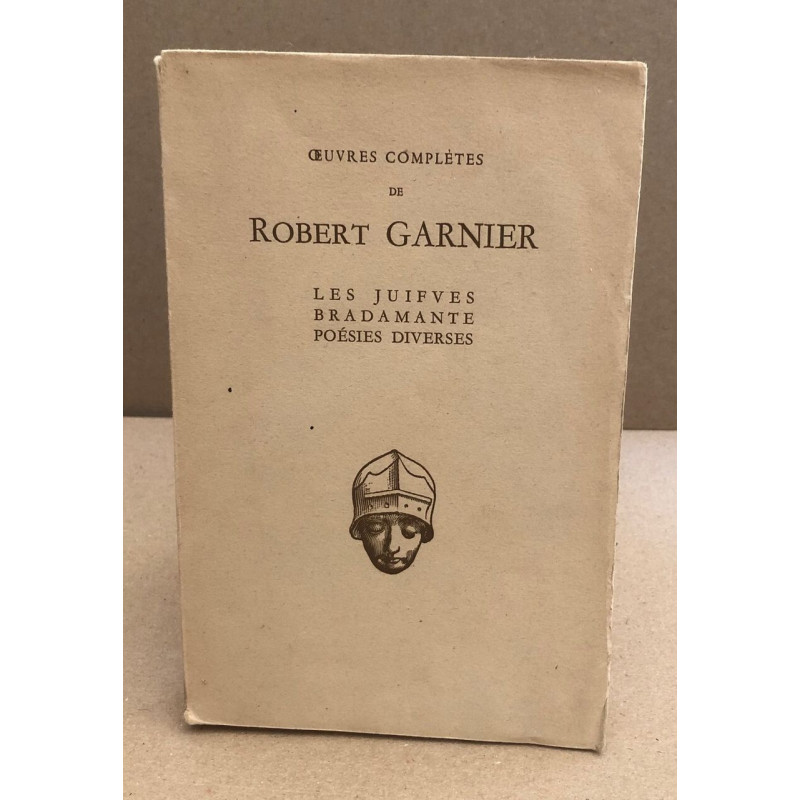 ŒUVRES COMPLÈTES
DE
ROBERT GARNIER
LES JUIFVES
BRADAMANTE
POÉSIES DIVERSES